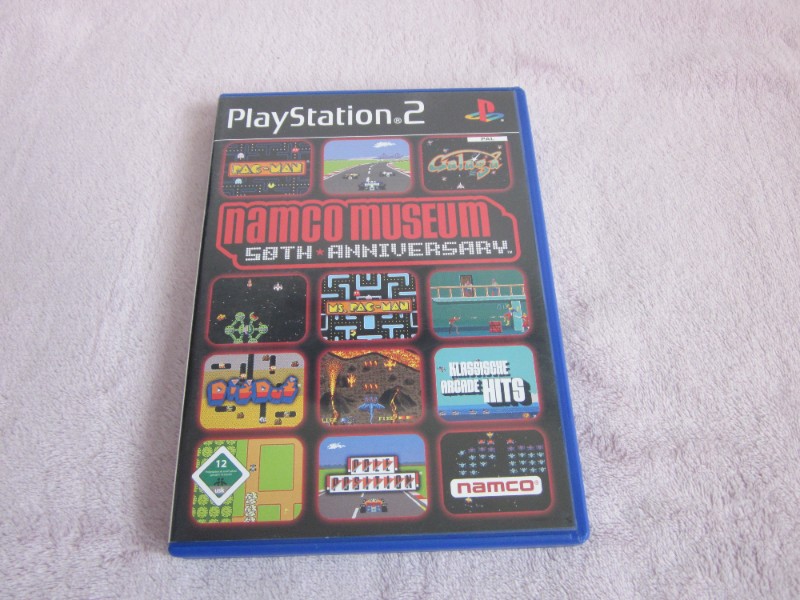 PlayStation®2
PAL
PAC-MAN
Galaga
namco museum
50TH ★ ANNIVERSARY™
MS. PAC-MAN
DIG DUG
KLASSISCHE
ARCADE HITS
12
POLE
POSITION
namco®